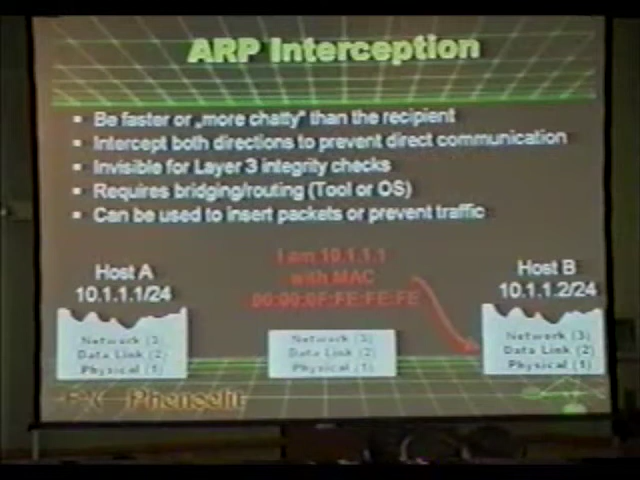 ARP Interception
Be faster or „more chatty" than the recipient
Intercept both directions to prevent direct communication
Invisible for Layer 3 integrity checks
Requires bridging/routing (Tool or OS)
Can be used to insert packets or prevent traffic
Host A
10.1.1.1/24
I am 10.1.1.1
with MAC
00:00:0F:FE:FE:FE
Host B
10.1.1.2/24
Network (3)
Data Link (2)
Physical (1)
Network (3)
Data Link (2)
Physical (1)
Network (3)
Data Link (2)
Physical (1)
Phenoelit